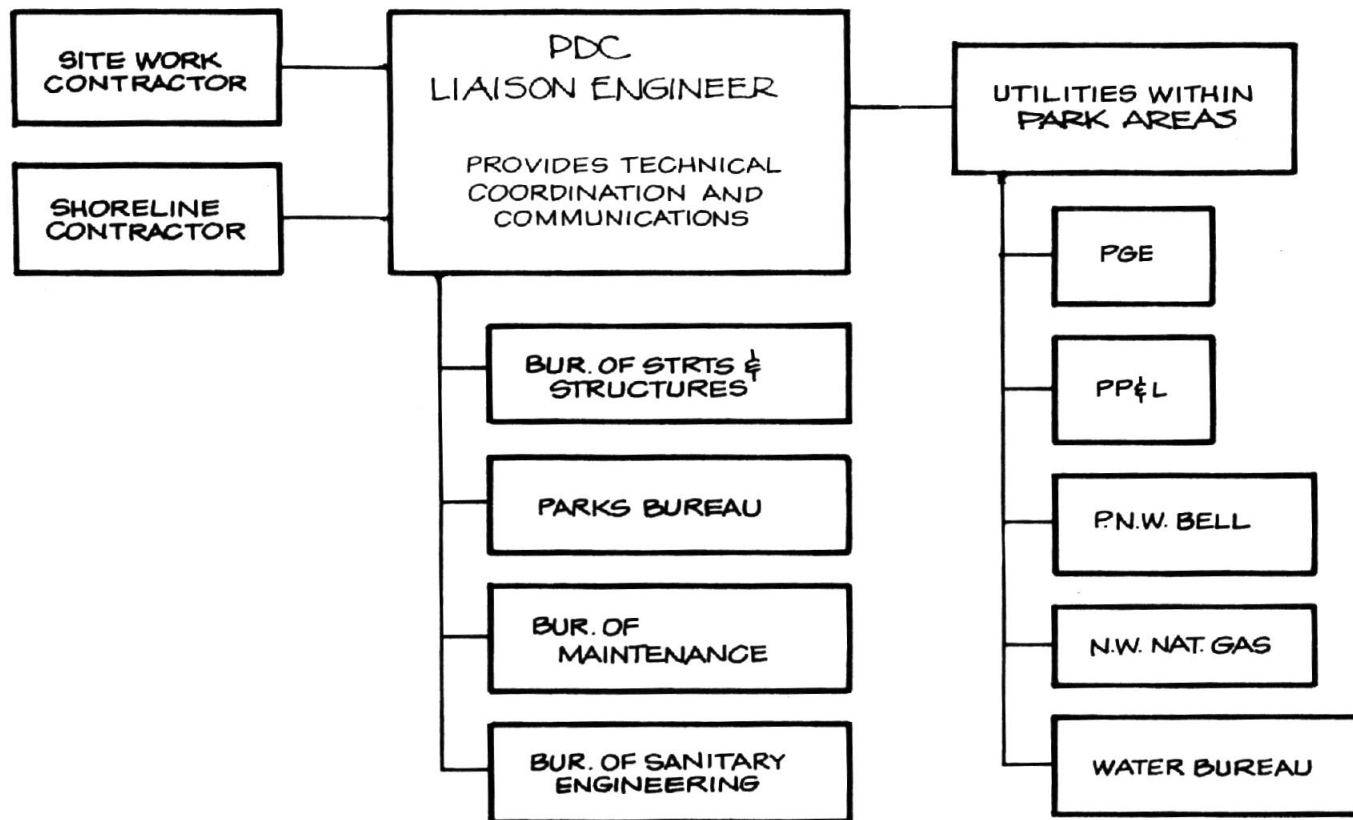 SITE WORK
CONTRACTOR
SHORELINE
CONTRACTOR
PDC
LIAISON ENGINEER
PROVIDES TECHNICAL
COORDINATION AND
COMMUNICATIONS
BUR. OF STRTS &
STRUCTURES
PARKS BUREAU
BUR. OF
MAINTENANCE
BUR. OF SANITARY
ENGINEERING
UTILITIES WITHIN
PARK AREAS
PGE
PP&L
P.N.W. BELL
N.W. NAT. GAS
WATER BUREAU